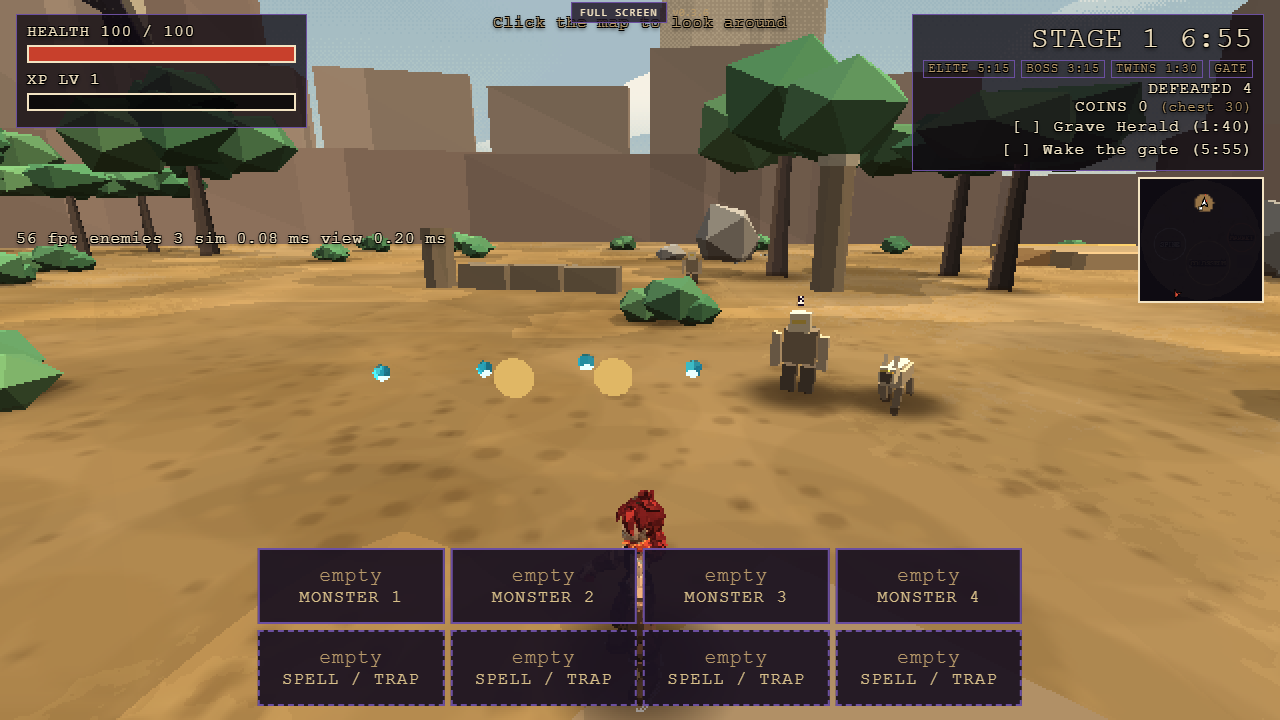 FULL SCREEN
Click the map to look around
HEALTH 100 / 100
XP LV 1
STAGE 1 6:55
ELITE 5:15 BOSS 3:15 TWINS 1:30 GATE
DEFEATED 4
COINS 0 (chest 30)
[ ] Grave Herald (1:40)
[ ] Wake the gate (5:55)
56 fps enemies 3 sim 0.08 ms view 0.20 ms
empty empty empty empty
MONSTER 1 MONSTER 2 MONSTER 3 MONSTER 4
empty empty empty empty
SPELL / TRAP SPELL / TRAP SPELL / TRAP SPELL / TRAP